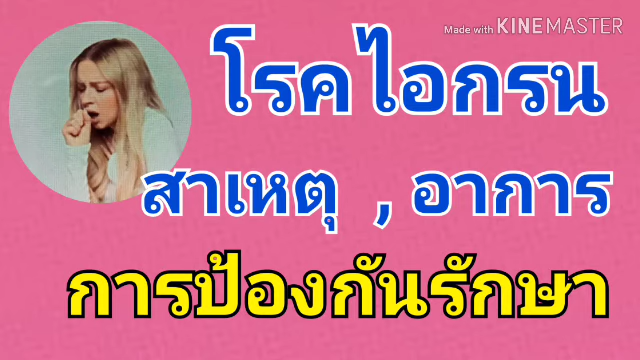 Made with KINEMASTER
โรคไอกรน
สาเหตุ , อาการ
การป้องกันรักษา